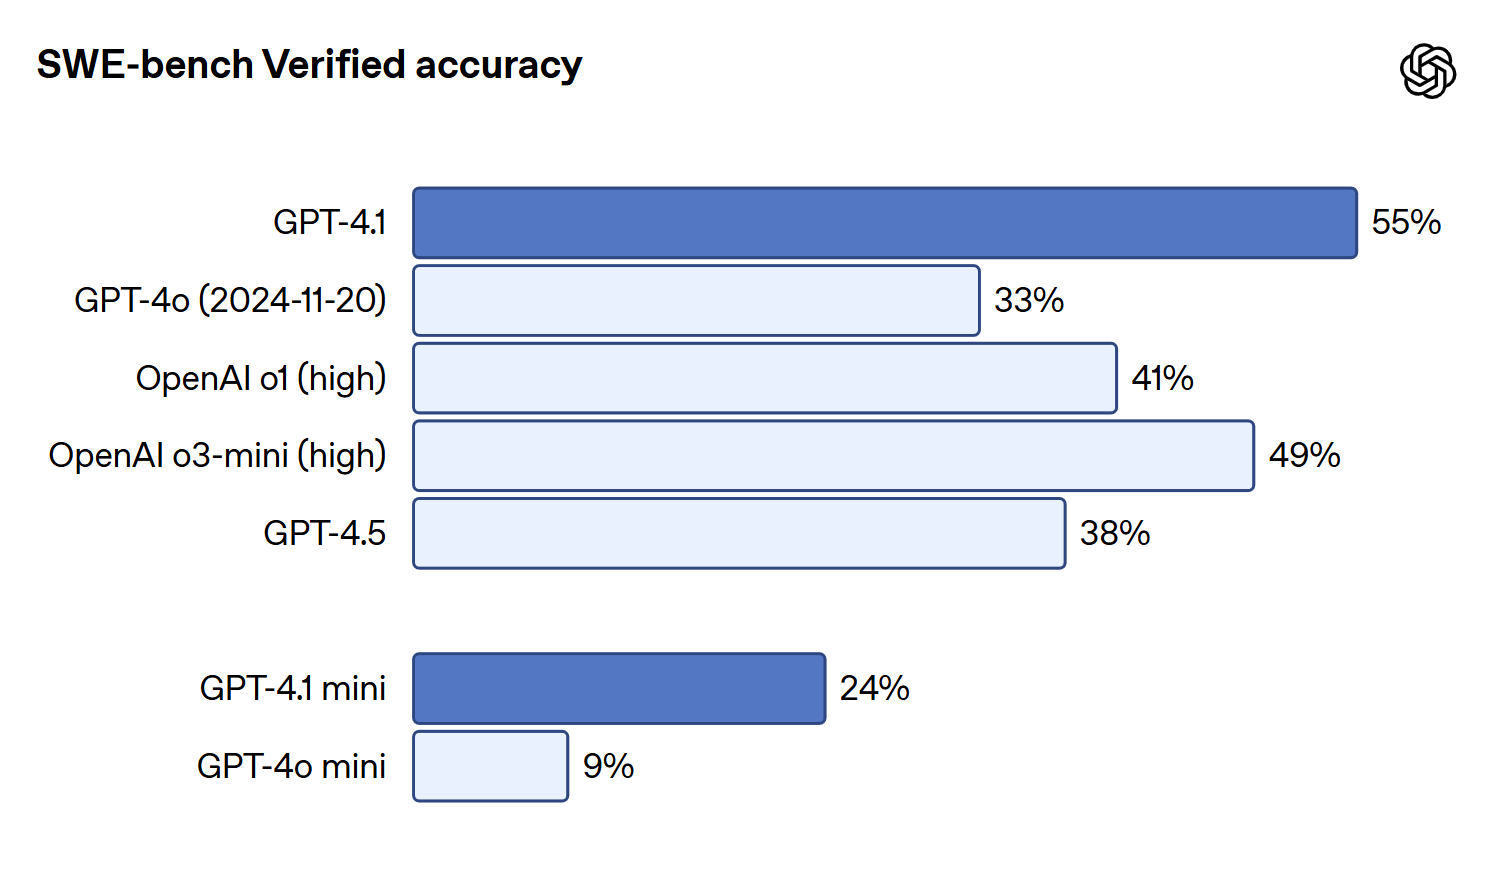 SWE-bench Verified accuracy
GPT-4.1 55%
GPT-4o (2024-11-20) 33%
OpenAI o1 (high) 41%
OpenAI o3-mini (high) 49%
GPT-4.5 38%
GPT-4.1 mini 24%
GPT-4o mini 9%